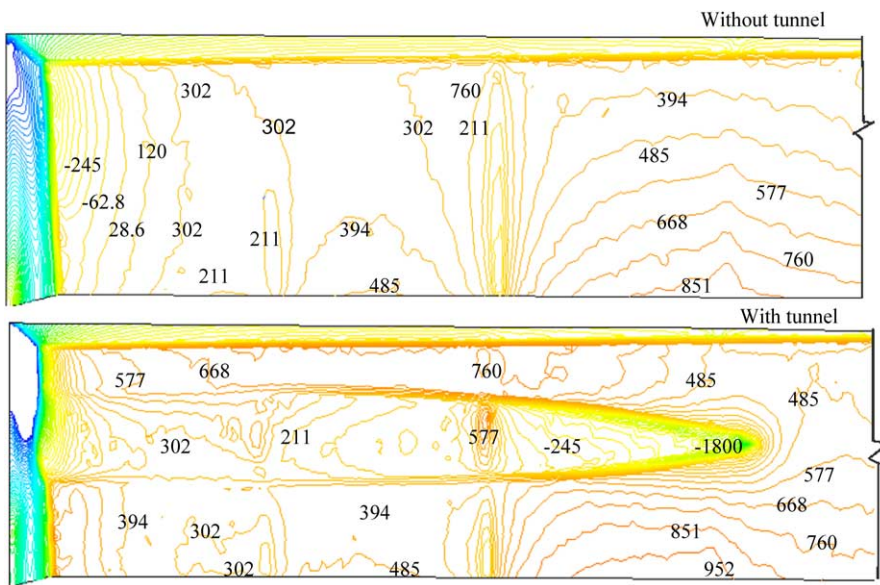 Without tunnel
302 760 394
302 302 211
120 485
-245
-62.8 577
28.6 302 394 668
211
760
211 485 851
With tunnel
668 760
577 485
485
302 211 577 -245 -1800
577
668
394 394
302 851 760
302 485 952